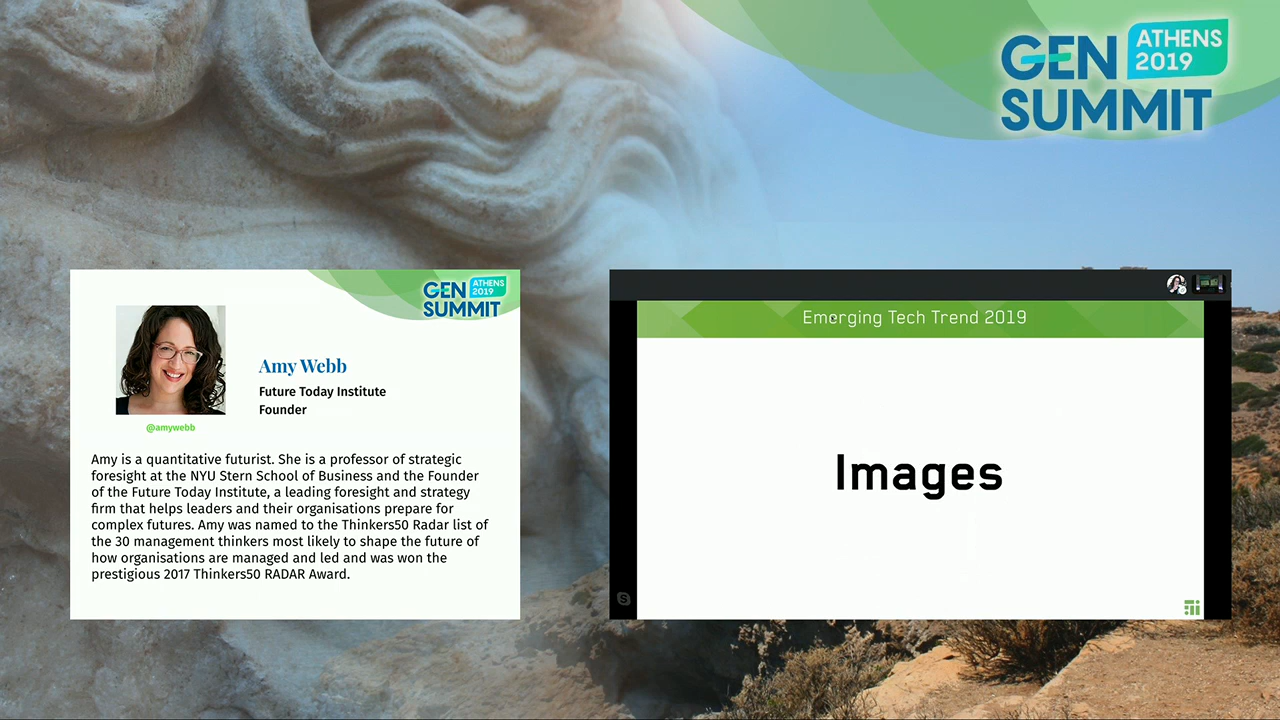 GEN
ATHENS
2019
SUMMIT
GEN
ATHENS
2019
SUMMIT
Amy Webb
Future Today Institute
Founder
@amywebb
Amy is a quantitative futurist. She is a professor of strategic
foresight at the NYU Stern School of Business and the Founder
of the Future Today Institute, a leading foresight and strategy
firm that helps leaders and their organisations prepare for
complex futures. Amy was named to the Thinkers50 Radar list of
the 30 management thinkers most likely to shape the future of
how organisations are managed and led and was won the
prestigious 2017 Thinkers50 RADAR Award.
Emerging Tech Trend 2019
Images